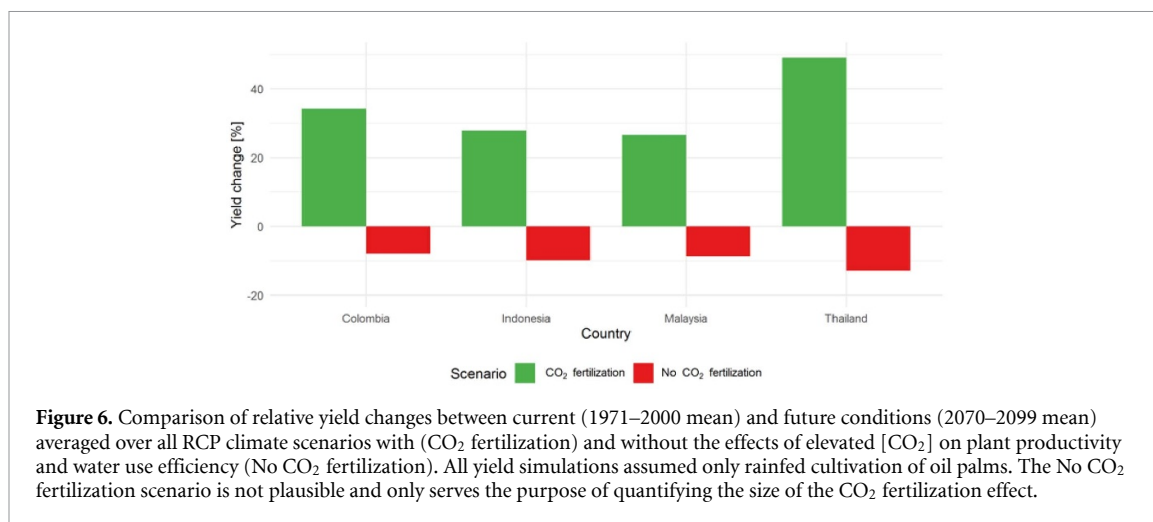 40
20
0
-20
Yield change [%]
Colombia Indonesia Malaysia Thailand
Country
Scenario CO₂ fertilization No CO₂ fertilization
Figure 6. Comparison of relative yield changes between current (1971–2000 mean) and future conditions (2070–2099 mean)
averaged over all RCP climate scenarios with (CO₂ fertilization) and without the effects of elevated [CO₂] on plant productivity
and water use efficiency (No CO₂ fertilization). All yield simulations assumed only rainfed cultivation of oil palms. The No CO₂
fertilization scenario is not plausible and only serves the purpose of quantifying the size of the CO₂ fertilization effect.